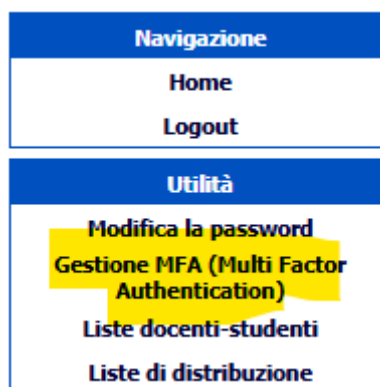 Navigazione
Home
Logout
Utilità
Modifica la password
Gestione MFA (Multi Factor
Authentication)
Liste docenti-studenti
Liste di distribuzione